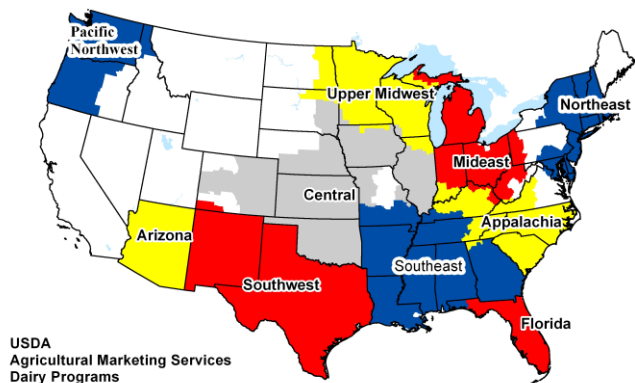 Pacific
Northwest
Upper Midwest
Northeast
Mideast
Central
Appalachia
Arizona
Southeast
Southwest
Florida
USDA
Agricultural Marketing Services
Dairy Programs